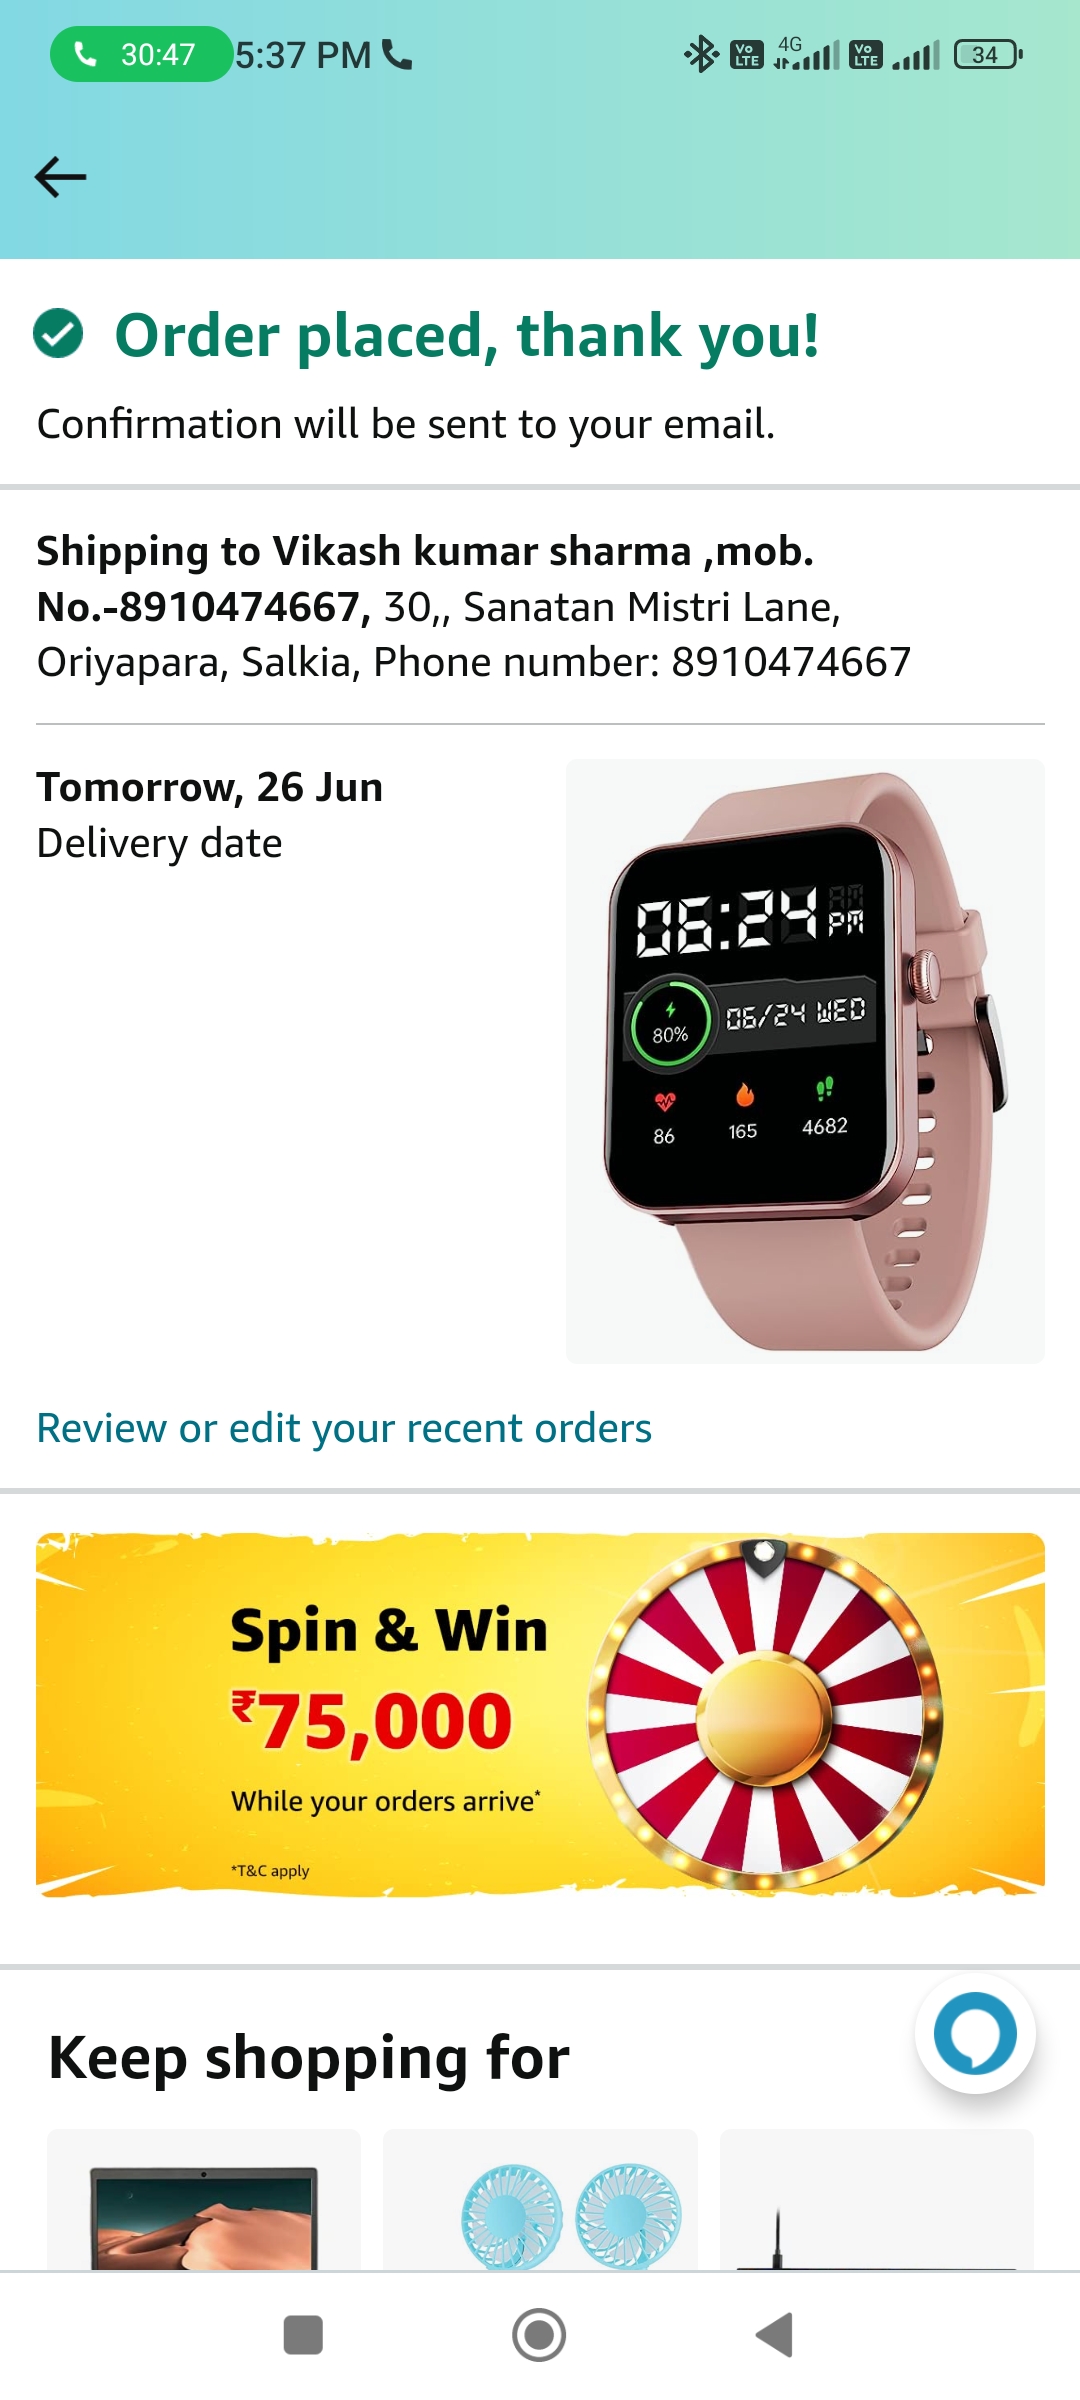 30:47 5:37 PM 4G Vo LTE Vo LTE 34
Order placed, thank you!
Confirmation will be sent to your email.
Shipping to Vikash kumar sharma ,mob.
No.-8910474667, 30,, Sanatan Mistri Lane,
Oriyapara, Salkia, Phone number: 8910474667
Tomorrow, 26 Jun
Delivery date
06:24 PM
80% 06/24 WED
86 165 4682
Review or edit your recent orders
Spin & Win
₹75,000
While your orders arrive*
*T&C apply
Keep shopping for